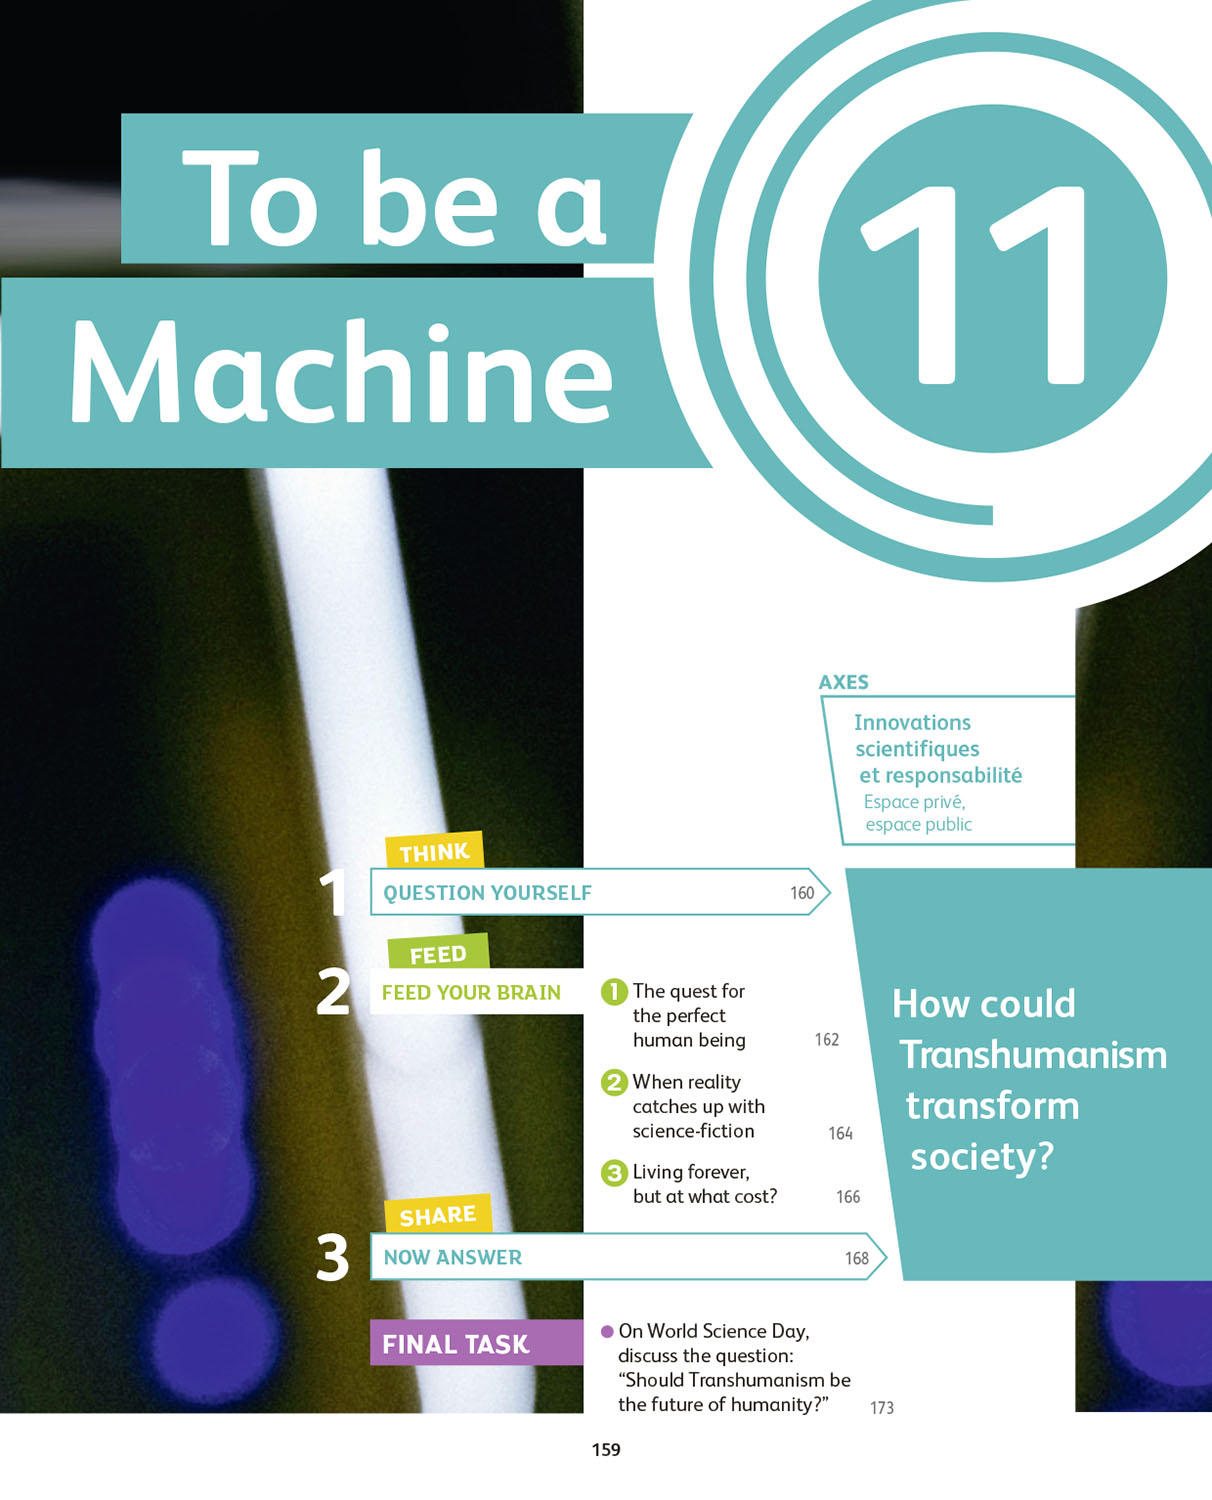 To be a
Machine
11
AXES
Innovations
scientifiques
et responsabilité
Espace privé,
espace public
THINK
1
QUESTION YOURSELF
160
FEED
2
FEED YOUR BRAIN
1 The quest for
the perfect
human being 162
2 When reality
catches up with
science-fiction 164
3 Living forever,
but at what cost? 166
SHARE
3
NOW ANSWER
168
How could
Transhumanism
transform
society?
FINAL TASK
On World Science Day,
discuss the question:
“Should Transhumanism be
the future of humanity?” 173
159